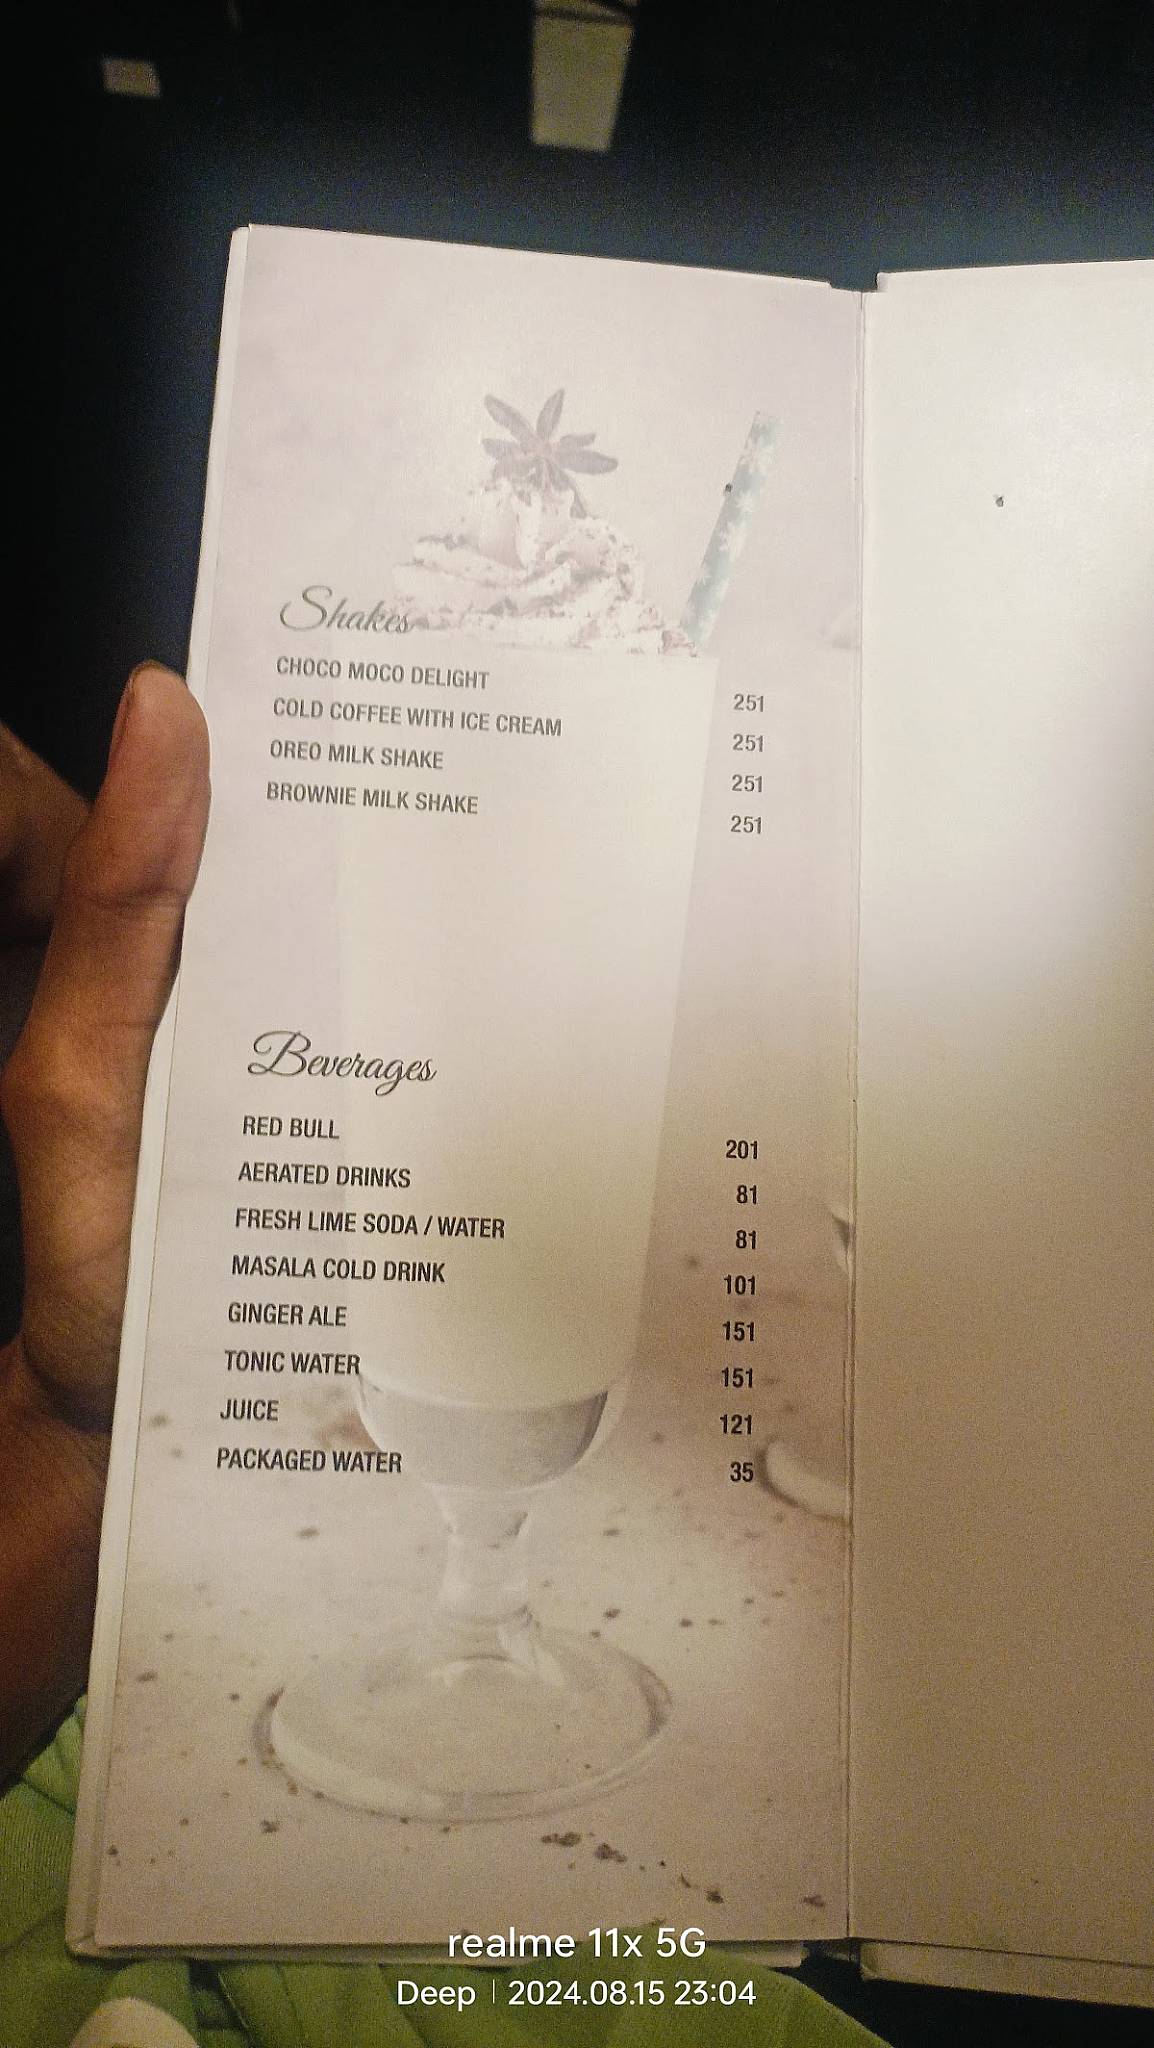 Shakes
CHOCO MOCO DELIGHT 251
COLD COFFEE WITH ICE CREAM 251
OREO MILK SHAKE 251
BROWNIE MILK SHAKE 251
Beverages
RED BULL 201
AERATED DRINKS 81
FRESH LIME SODA / WATER 81
MASALA COLD DRINK 101
GINGER ALE 151
TONIC WATER 151
JUICE 121
PACKAGED WATER 35
realme 11x 5G
Deep | 2024.08.15 23:04